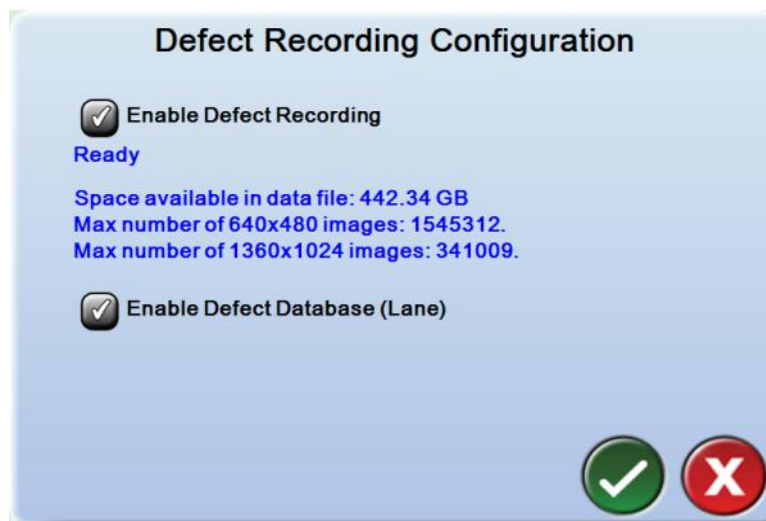 Defect Recording Configuration
Enable Defect Recording
Ready
Space available in data file: 442.34 GB
Max number of 640x480 images: 1545312.
Max number of 1360x1024 images: 341009.
Enable Defect Database (Lane)